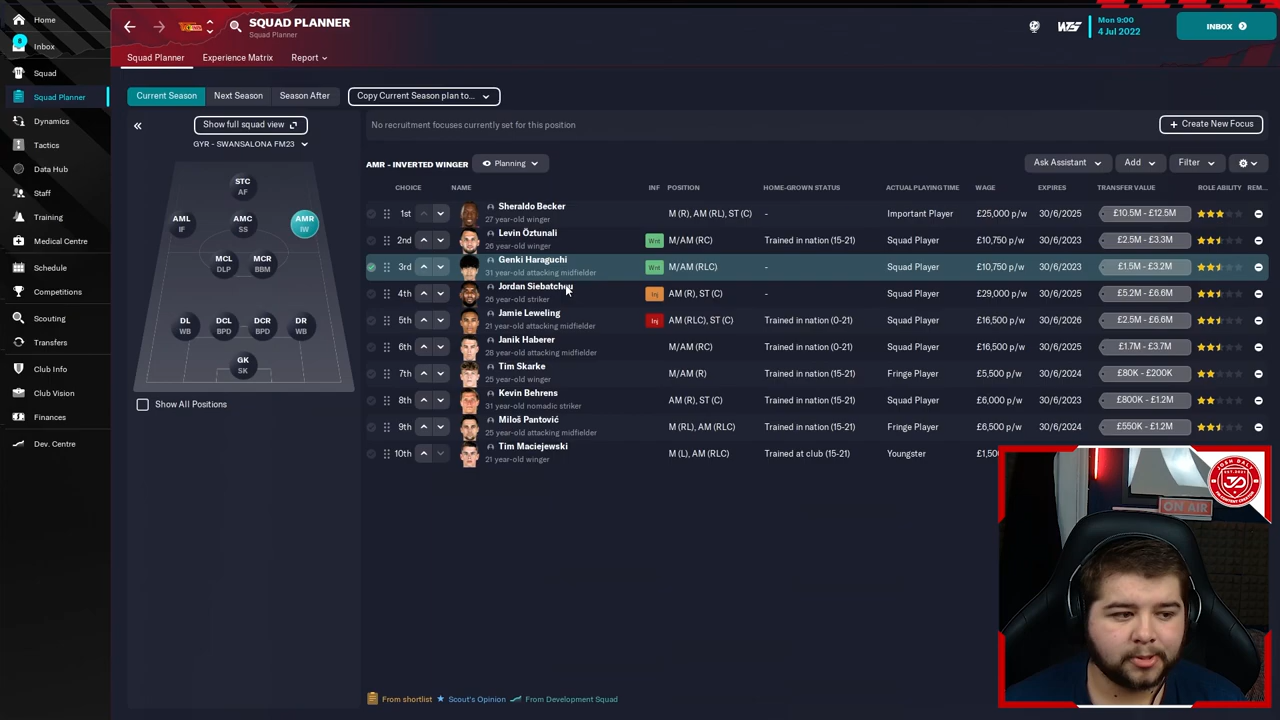 Home
SQUAD PLANNER
Squad Planner
Mon 9:00
4 Jul 2022
INBOX
8
Inbox
Squad Planner
Experience Matrix
Report
Squad
Squad Planner
Current Season
Next Season
Season After
Copy Current Season plan to...
Dynamics
Show full squad view
No recruitment focuses currently set for this position
Create New Focus
Tactics
GYR - SWANSALONA FM23
Data Hub
AMR - INVERTED WINGER
Planning
Ask Assistant
Add
Filter
Staff
CHOICE NAME INF POSITION HOME-GROWN STATUS ACTUAL PLAYING TIME WAGE EXPIRES TRANSFER VALUE ROLE ABILITY REM...
STC
AF
1st Sheraldo Becker M (R), AM (RL), ST (C) - Important Player £25,000 p/w 30/6/2025 £10.5M - £12.5M
27 year-old winger
Training
AML AMC AMR
IF SS IW
2nd Levin Öztunali Wnt M/AM (RC) Trained in nation (15-21) Squad Player £10,750 p/w 30/6/2023 £2.5M - £3.3M
26 year-old winger
Medical Centre
MCL MCR
DLP BBM
3rd Genki Haraguchi Wnt M/AM (RLC) - Squad Player £10,750 p/w 30/6/2023 £1.5M - £3.2M
31 year-old attacking midfielder
Schedule
4th Jordan Siebatcheu Inj AM (R), ST (C) - Squad Player £29,000 p/w 30/6/2026 £5.2M - £6.6M
26 year-old striker
Competitions
Scouting
DL DCL DCR DR
WB BPD BPD WB
5th Jamie Leweling Inj AM (RLC), ST (C) Trained in nation (0-21) Squad Player £16,500 p/w 30/6/2026 £2.5M - £6.6M
21 year-old attacking midfielder
Transfers
6th Janik Haberer M/AM (RC) Trained in nation (0-21) Squad Player £16,500 p/w 30/6/2025 £1.7M - £3.7M
28 year-old attacking midfielder
Club Info
GK
SK
7th Tim Skarke M/AM (R) Trained in nation (15-21) Fringe Player £5,500 p/w 30/6/2024 £80K - £200K
25 year-old winger
Club Vision
Show All Positions
8th Kevin Behrens AM (R), ST (C) Trained in nation (15-21) Squad Player £6,000 p/w 30/6/2023 £800K - £1.2M
31 year-old nomadic striker
Finances
9th Miloš Pantović M (RL), AM (RLC) Trained in nation (15-21) Fringe Player £6,500 p/w 30/6/2024 £550K - £1.2M
25 year-old attacking midfielder
Dev. Centre
10th Tim Maciejewski M (L), AM (RLC) Trained at club (15-21) Youngster
21 year-old winger
JOSH DALY
JD
ON AIR
From shortlist
Scout's Opinion
From Development Squad